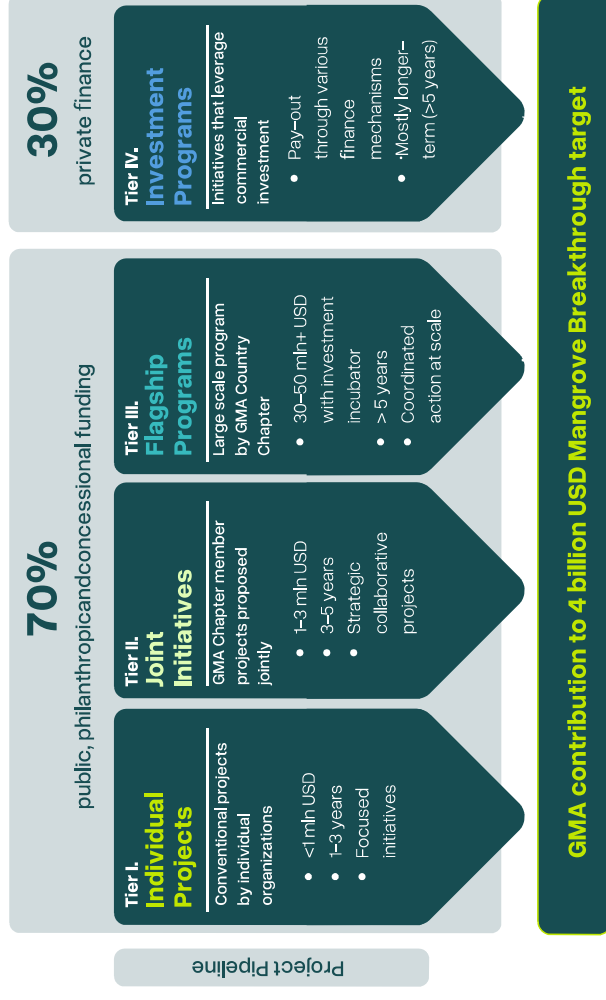 Project Pipeline
70%
public, philanthropicandconcessional funding
Tier I.
Individual
Projects
Conventional projects
by individual
organizations
• <1 mln USD
• 1–3 years
• Focused
initiatives
Tier II.
Joint
Initiatives
GMA Chapter member
projects proposed
jointly
• 1–3 mln USD
• 3–5 years
• Strategic
collaborative
projects
Tier III.
Flagship
Programs
Large scale program
by GMA Country
Chapter
• 30–50 mln+ USD
with investment
incubator
• > 5 years
• Coordinated
action at scale
30%
private finance
Tier IV.
Investment
Programs
Initiatives that leverage
commercial
investment
• Pay–out
through various
finance
mechanisms
• ·Mostly longer–
term (>5 years)
GMA contribution to 4 billion USD Mangrove Breakthrough target